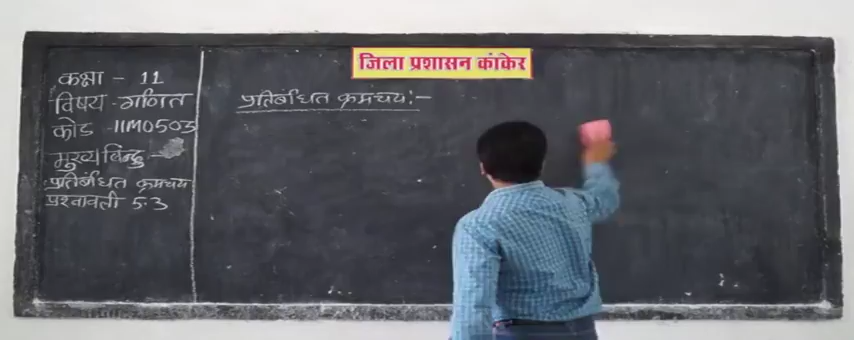 जिला प्रशासन कांकेर
कक्षा - 11
विषय - गणित
कोड - 11M0503
मुख्य बिन्दु -
प्रतिबंधित क्रमचय
प्रश्नावली 5.3
प्रतिबंधित क्रमचय :-